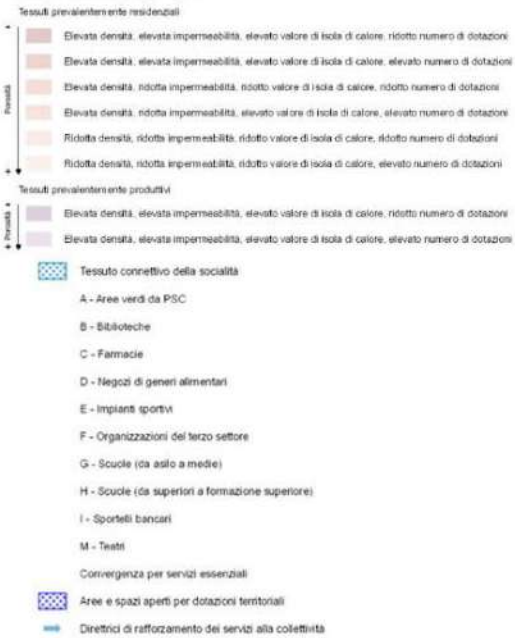 Tessuti prevalentemente residenziali
-
Elevata densità, elevata impermeabilità, elevato valore di isola di calore, ridotto numero di dotazioni
Elevata densità, elevata impermeabilità, elevato valore di isola di calore, elevato numero di dotazioni
Elevata densità, ridotta impermeabilità, ridotto valore di isola di calore, ridotto numero di dotazioni
Porosità
Elevata densità, ridotta impermeabilità, elevato valore di isola di calore, elevato numero di dotazioni
Ridotta densità, ridotta impermeabilità, ridotto valore di isola di calore, ridotto numero di dotazioni
Ridotta densità, ridotta impermeabilità, ridotto valore di isola di calore, elevato numero di dotazioni
+
Tessuti prevalentemente produttivi
-
Elevata densità, elevata impermeabilità, elevato valore di isola di calore, ridotto numero di dotazioni
Porosità
Elevata densità, elevata impermeabilità, elevato valore di isola di calore, elevato numero di dotazioni
+
Tessuto connettivo della socialità
A - Aree verdi da PSC
B - Biblioteche
C - Farmacie
D - Negozi di generi alimentari
E - Impianti sportivi
F - Organizzazioni del terzo settore
G - Scuole (da asilo a medie)
H - Scuole (da superiori a formazione superiore)
I - Sportelli bancari
M - Teatri
Convergenza per servizi essenziali
Aree e spazi aperti per dotazioni territoriali
Direttrici di rafforzamento dei servizi alla collettività